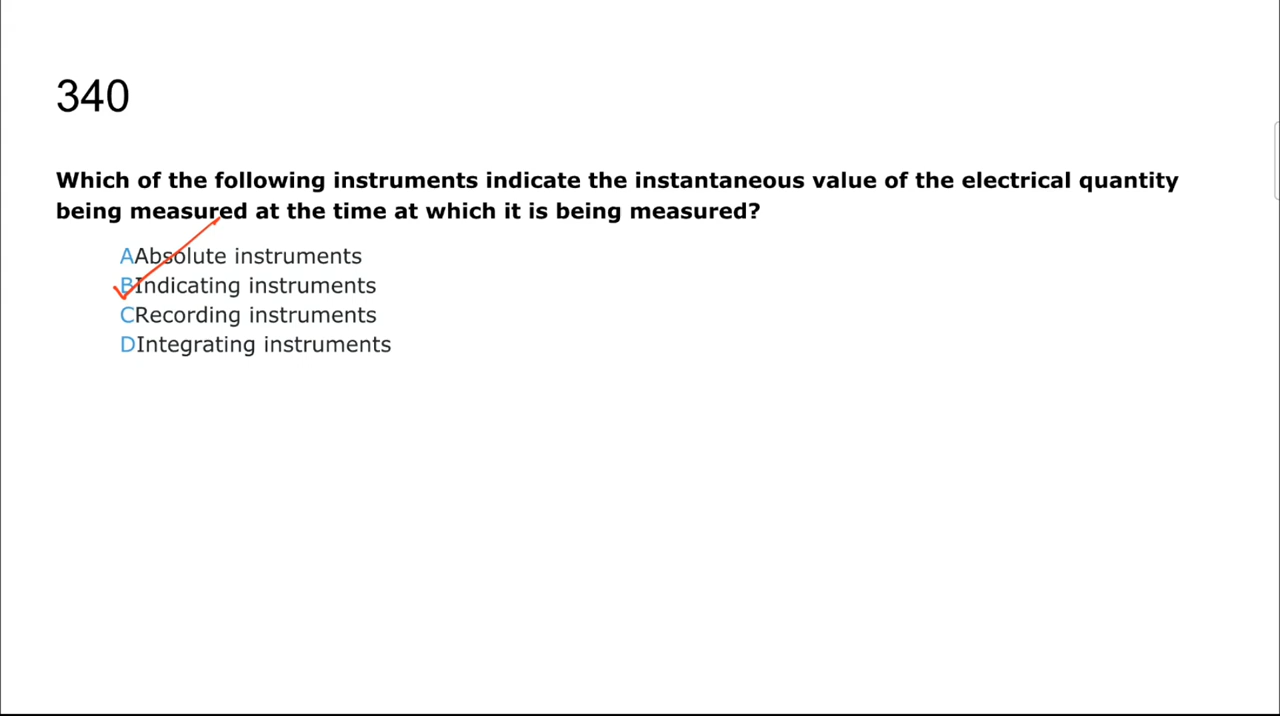 340
Which of the following instruments indicate the instantaneous value of the electrical quantity
being measured at the time at which it is being measured?
AAbsolute instruments
BIndicating instruments
CRecording instruments
DIntegrating instruments